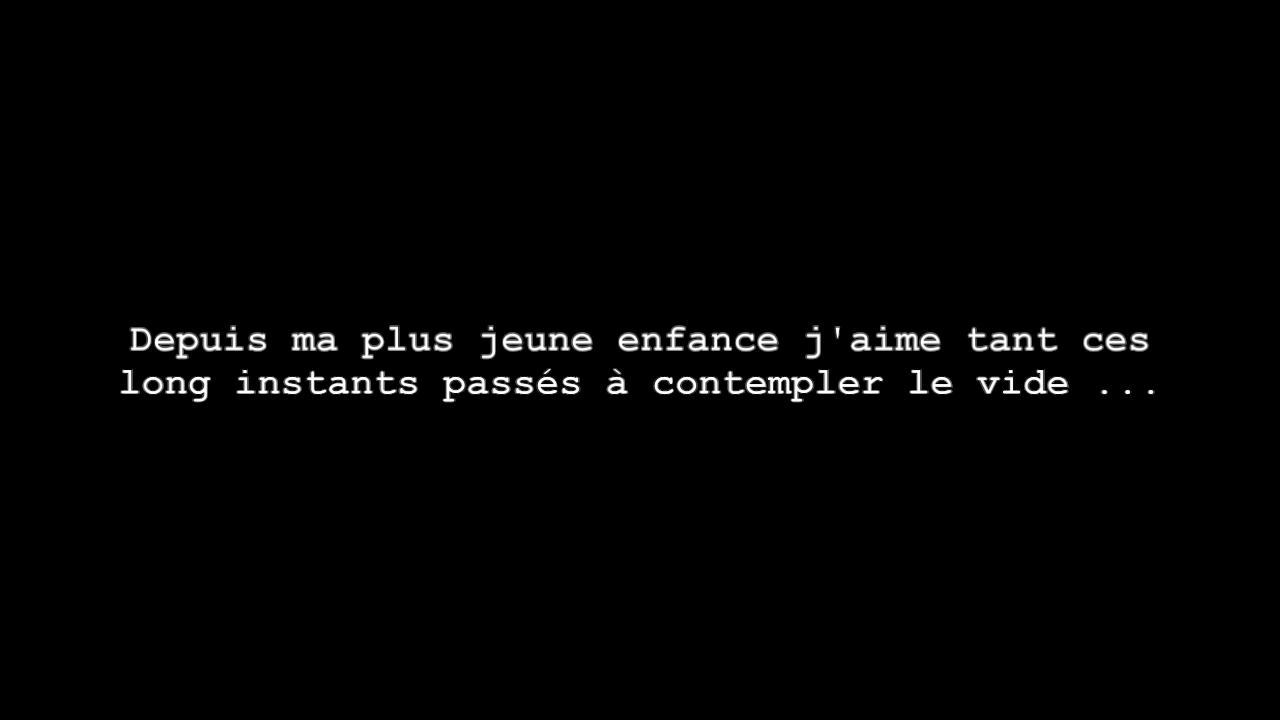 Depuis ma plus jeune enfance j'aime tant ces
long instants passés à contempler le vide ...